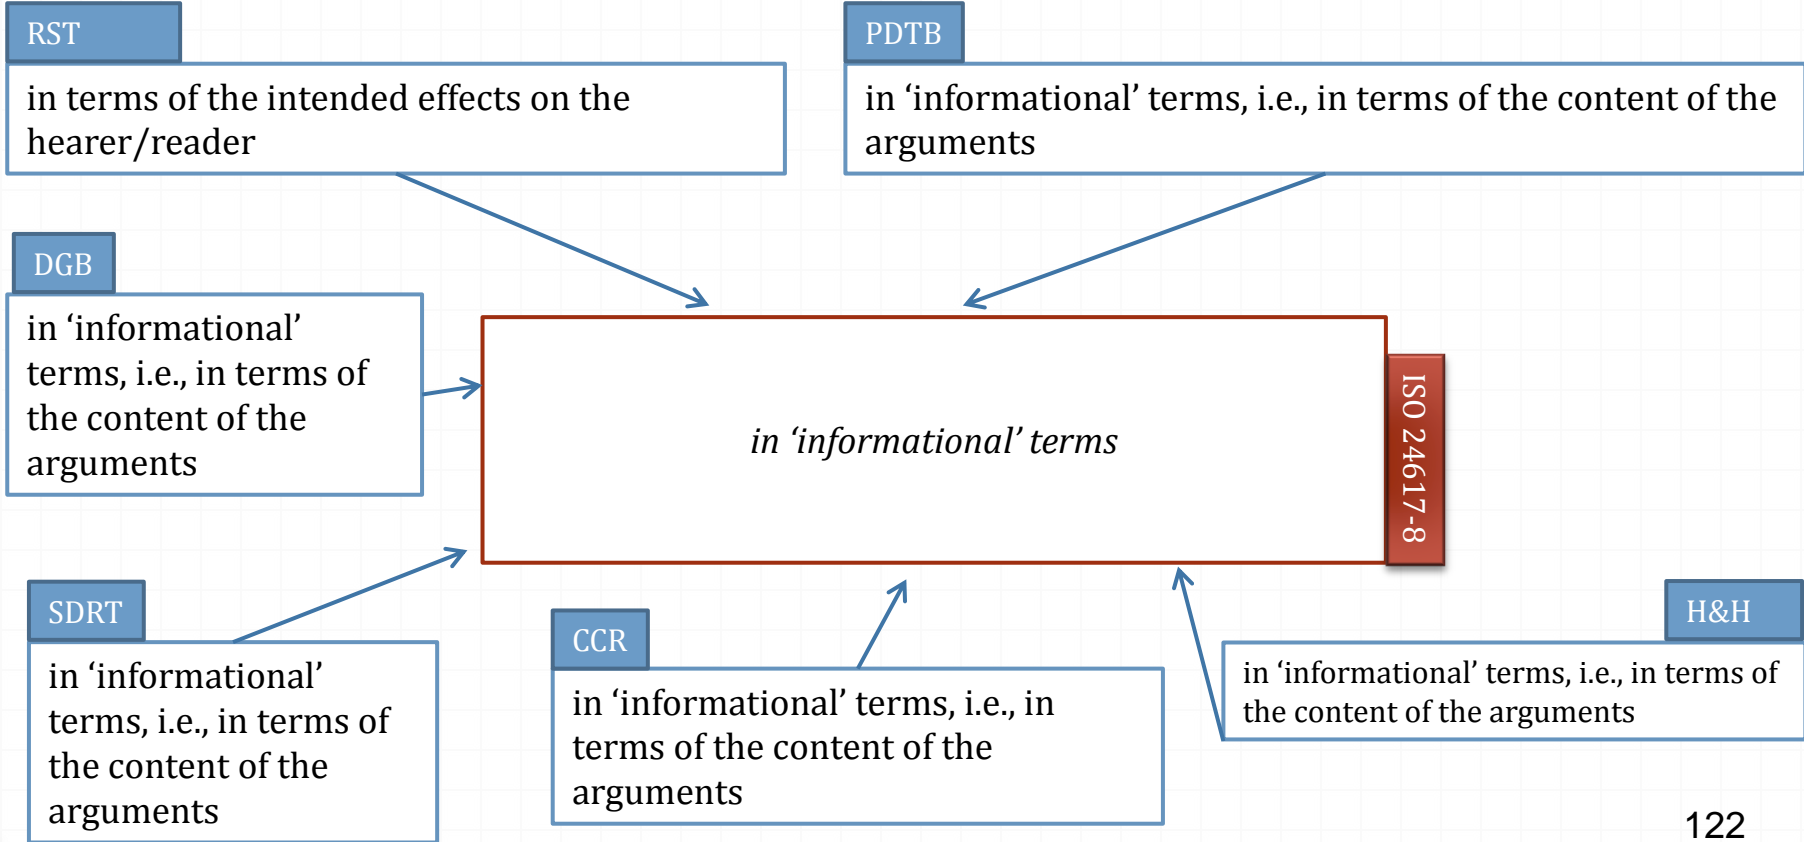 RST
in terms of the intended effects on the
hearer/reader
PDTB
in ‘informational’ terms, i.e., in terms of the content of the
arguments
DGB
in ‘informational’
terms, i.e., in terms of
the content of the
arguments
in ‘informational’ terms
ISO 24617-8
SDRT
in ‘informational’
terms, i.e., in terms of
the content of the
arguments
CCR
in ‘informational’ terms, i.e., in
terms of the content of the
arguments
H&H
in ‘informational’ terms, i.e., in terms of
the content of the arguments
122